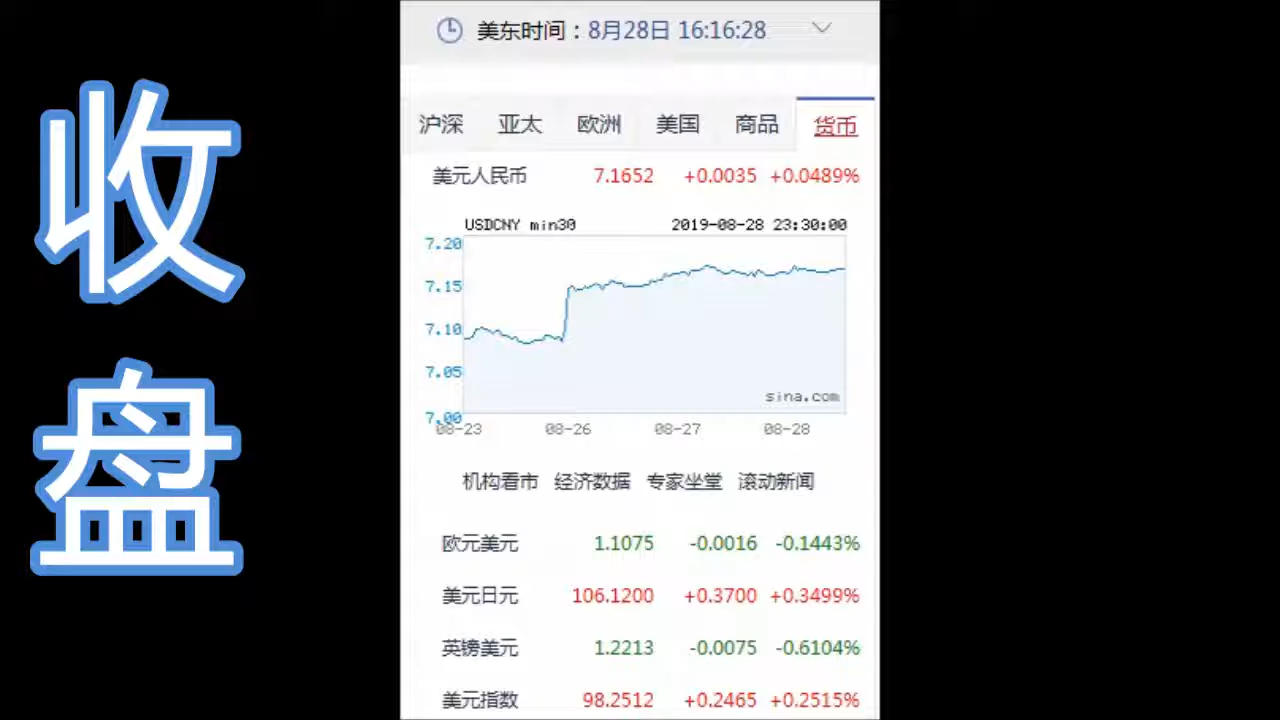 收盘
美东时间：8月28日 16:16:28
沪深 亚太 欧洲 美国 商品 货币
美元人民币 7.1652 +0.0035 +0.0489%
USDCNY min30 2019-08-28 23:30:00
7.20
7.15
7.10
7.05
7.00
sina.com
08-23 08-26 08-27 08-28
机构看市 经济数据 专家坐堂 滚动新闻
欧元美元 1.1075 -0.0016 -0.1443%
美元日元 106.1200 +0.3700 +0.3499%
英镑美元 1.2213 -0.0075 -0.6104%
美元指数 98.2512 +0.2465 +0.2515%